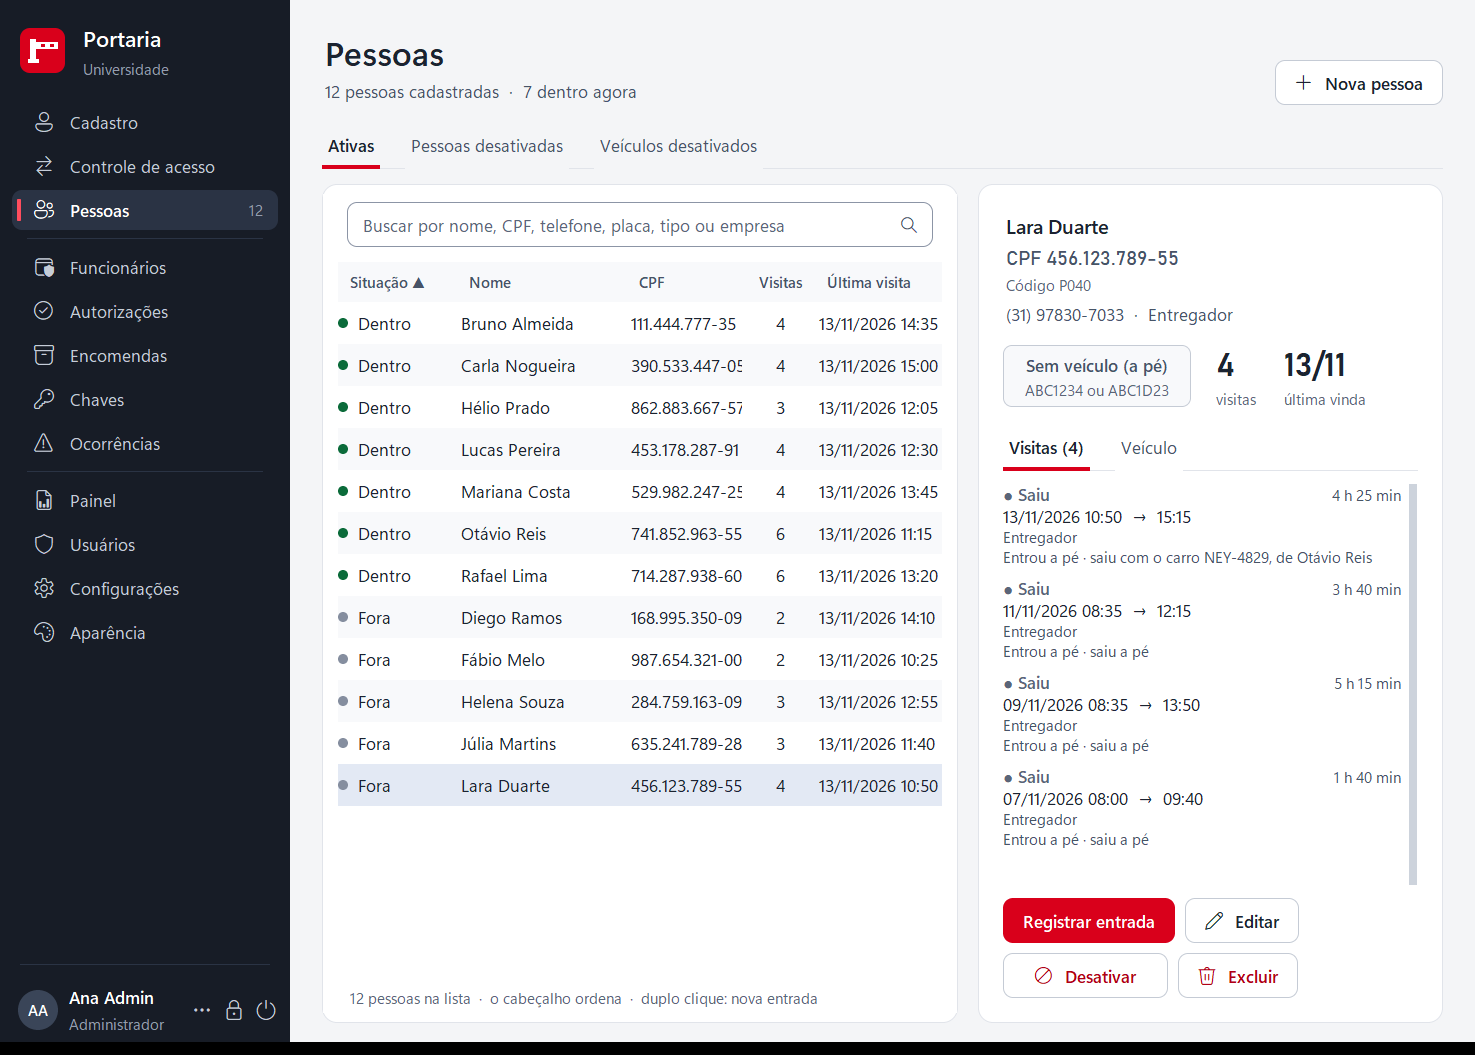 Portaria
Universidade
Cadastro
Controle de acesso
Pessoas 12
Funcionários
Autorizações
Encomendas
Chaves
Ocorrências
Painel
Usuários
Configurações
Aparência
AA
Ana Admin
Administrador
Pessoas
12 pessoas cadastradas · 7 dentro agora
+ Nova pessoa
Ativas Pessoas desativadas Veículos desativados
Buscar por nome, CPF, telefone, placa, tipo ou empresa
Situação ▲ Nome CPF Visitas Última visita
Dentro Bruno Almeida 111.444.777-35 4 13/11/2026 14:35
Dentro Carla Nogueira 390.533.447-05 4 13/11/2026 15:00
Dentro Hélio Prado 862.883.667-57 3 13/11/2026 12:05
Dentro Lucas Pereira 453.178.287-91 4 13/11/2026 12:30
Dentro Mariana Costa 529.982.247-25 4 13/11/2026 13:45
Dentro Otávio Reis 741.852.963-55 6 13/11/2026 11:15
Dentro Rafael Lima 714.287.938-60 6 13/11/2026 13:20
Fora Diego Ramos 168.995.350-09 2 13/11/2026 14:10
Fora Fábio Melo 987.654.321-00 2 13/11/2026 10:25
Fora Helena Souza 284.759.163-09 3 13/11/2026 12:55
Fora Júlia Martins 635.241.789-28 3 13/11/2026 11:40
Fora Lara Duarte 456.123.789-55 4 13/11/2026 10:50
12 pessoas na lista · o cabeçalho ordena · duplo clique: nova entrada
Lara Duarte
CPF 456.123.789-55
Código P040
(31) 97830-7033 · Entregador
Sem veículo (a pé)
ABC1234 ou ABC1D23
4
visitas
13/11
última vinda
Visitas (4) Veículo
● Saiu 4 h 25 min
13/11/2026 10:50 → 15:15
Entregador
Entrou a pé · saiu com o carro NEY-4829, de Otávio Reis
● Saiu 3 h 40 min
11/11/2026 08:35 → 12:15
Entregador
Entrou a pé · saiu a pé
● Saiu 5 h 15 min
09/11/2026 08:35 → 13:50
Entregador
Entrou a pé · saiu a pé
● Saiu 1 h 40 min
07/11/2026 08:00 → 09:40
Entregador
Entrou a pé · saiu a pé
Registrar entrada Editar
Desativar Excluir